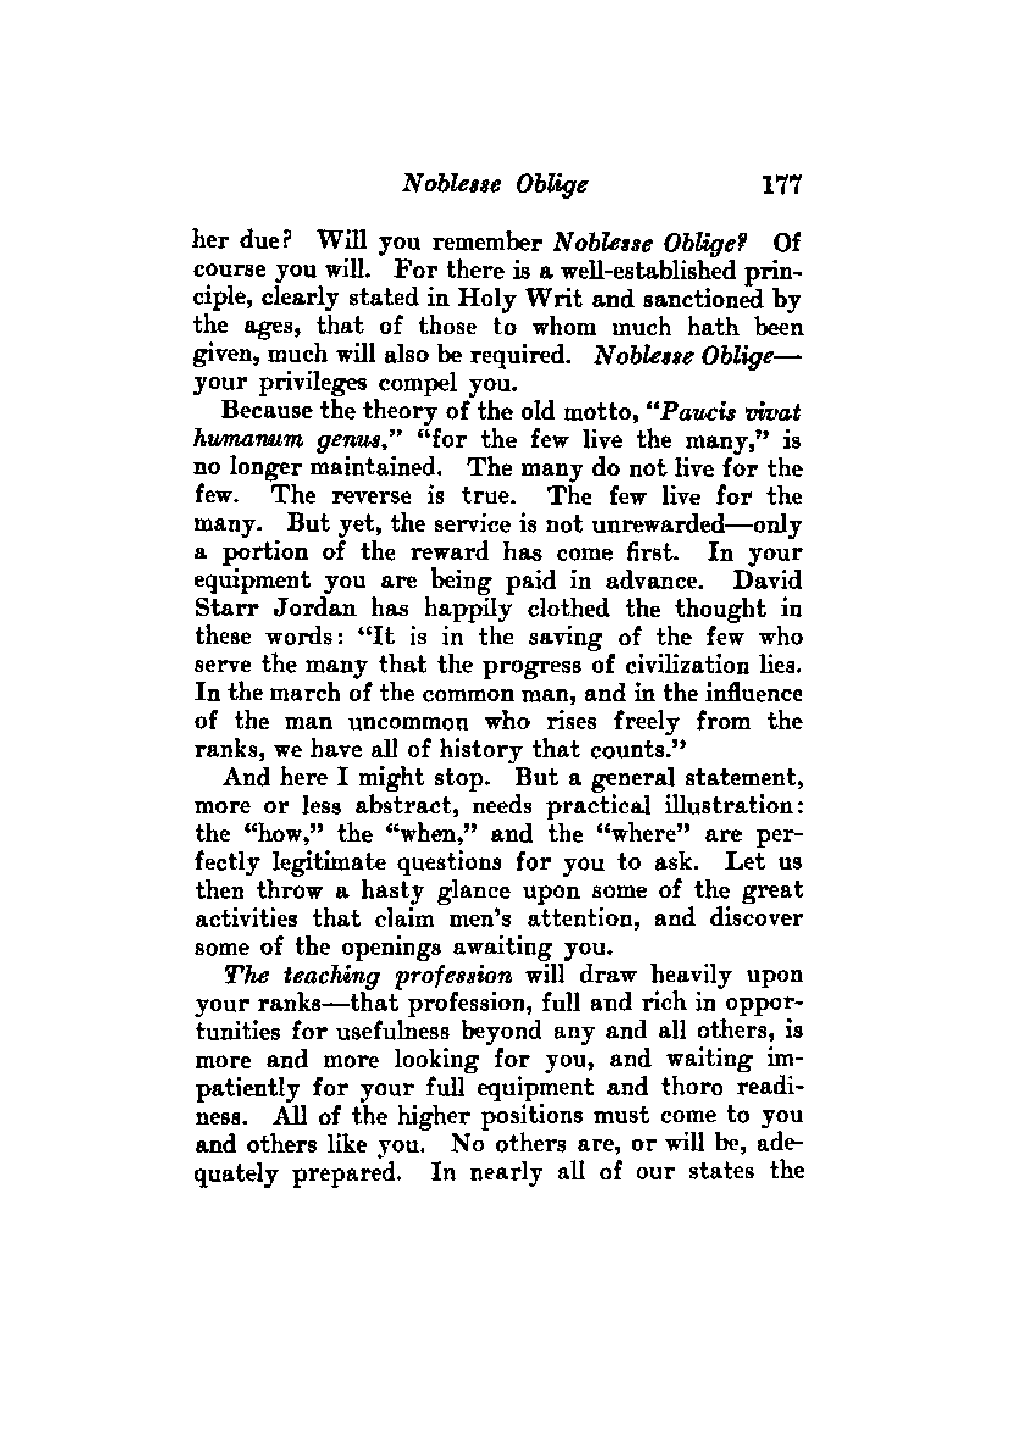 Noblesse Oblige 177
her due? Will you remember Noblesse Oblige? Of
course you will. For there is a well-established prin-
ciple, clearly stated in Holy Writ and sanctioned by
the ages, that of those to whom much hath been
given, much will also be required. Noblesse Oblige—
your privileges compel you.
Because the theory of the old motto, “Paucis vivat
humanum genus,” “for the few live the many,” is
no longer maintained. The many do not live for the
few. The reverse is true. The few live for the
many. But yet, the service is not unrewarded—only
a portion of the reward has come first. In your
equipment you are being paid in advance. David
Starr Jordan has happily clothed the thought in
these words: “It is in the saving of the few who
serve the many that the progress of civilization lies.
In the march of the common man, and in the influence
of the man uncommon who rises freely from the
ranks, we have all of history that counts.”
And here I might stop. But a general statement,
more or less abstract, needs practical illustration:
the “how,” the “when,” and the “where” are per-
fectly legitimate questions for you to ask. Let us
then throw a hasty glance upon some of the great
activities that claim men’s attention, and discover
some of the openings awaiting you.
The teaching profession will draw heavily upon
your ranks—that profession, full and rich in oppor-
tunities for usefulness beyond any and all others, is
more and more looking for you, and waiting im-
patiently for your full equipment and thoro readi-
ness. All of the higher positions must come to you
and others like you. No others are, or will be, ade-
quately prepared. In nearly all of our states the